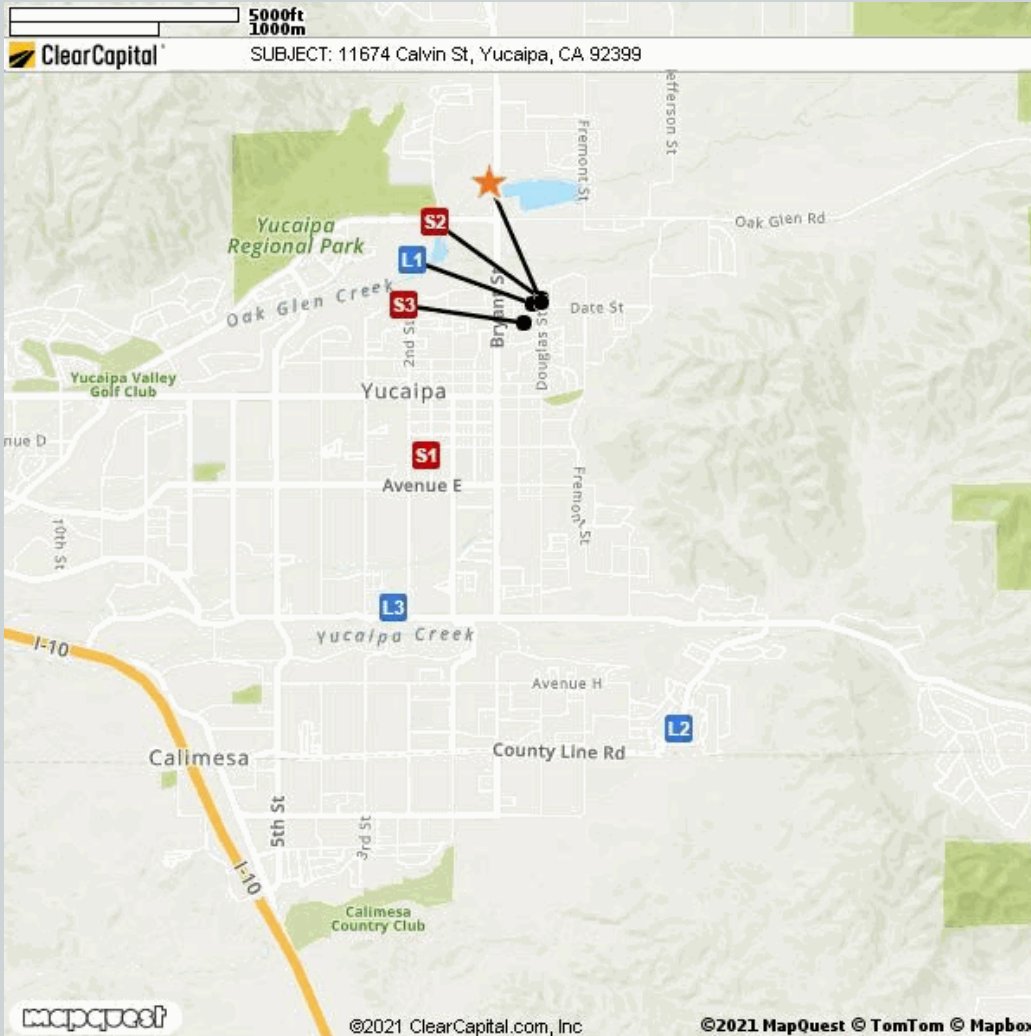 5000ft
1000m
ClearCapital
SUBJECT: 11674 Calvin St, Yucaipa, CA 92399
Jefferson St
Fremont St
Oak Glen Rd
S2
Yucaipa
Regional Park
L1
Bryant St
Oak Glen Creek
S3
Date St
2nd St
Douglas St
Yucaipa Valley
Golf Club
Yucaipa
nue D
S1
Avenue E
Fremont St
10th St
L3
Yucaipa Creek
I-10
Avenue H
L2
County Line Rd
Calimesa
5th St
3rd St
I-10
Calimesa
Country Club
mapquest
©2021 ClearCapital.com, Inc
©2021 MapQuest © TomTom © Mapbox